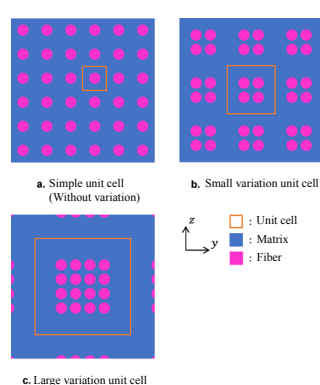 a. Simple unit cell
(Without variation)
b. Small variation unit cell
z
y
: Unit cell
: Matrix
: Fiber
c. Large variation unit cell